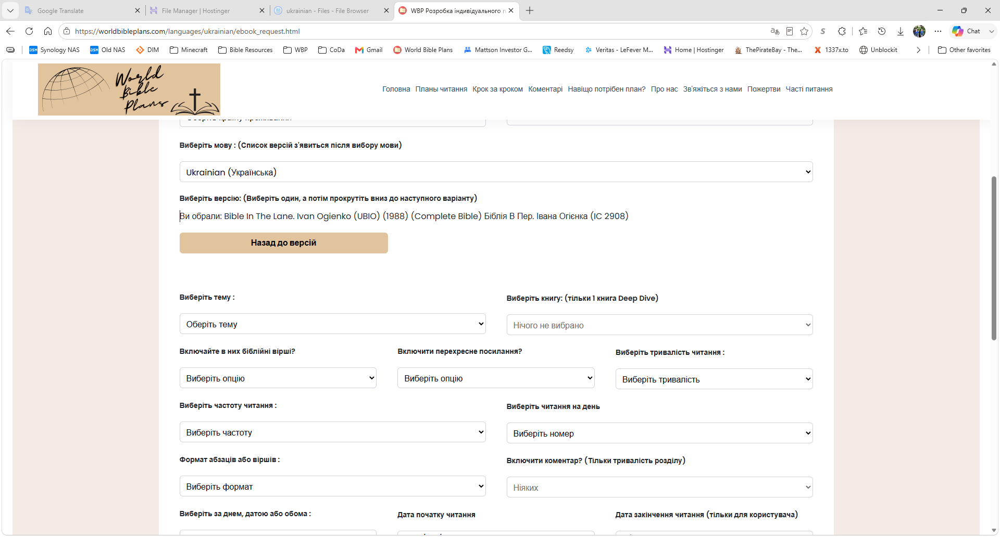 Google Translate
File Manager | Hostinger
ukrainian - Files - File Browser
WBP Розробка індивідуального п
https://worldbibleplans.com/languages/ukrainian/ebook_request.html
Chat
Synology NAS
Old NAS
DIM
Minecraft
Bible Resources
WBP
CoDa
Gmail
World Bible Plans
Mattson Investor G...
Reedsy
Veritas - LeFever M...
Home | Hostinger
ThePirateBay - The...
1337x.to
Unblockit
Other favorites
World
Bible
Plans
Головна Планы читання Крок за кроком Коментарі Навіщо потрібен план? Про нас Зв'яжіться з нами Пожертви Часті питання
Виберіть мову : (Список версій з'явиться після вибору мови)
Ukrainian (Українська)
Виберіть версію: (Виберіть один, а потім прокрутіть вниз до наступного варіанту)
Ви обрали: Bible In The Lane. Ivan Ogienko (UBIO) (1988) (Complete Bible) Біблія В Пер. Івана Огієнка (IC 2908)
Назад до версій
Виберіть тему :
Виберіть книгу: (тільки 1 книга Deep Dive)
Оберіть тему
Нічого не вибрано
Включайте в них біблійні вірші?
Включити перехресне посилання?
Виберіть тривалість читання :
Виберіть опцію
Виберіть опцію
Виберіть тривалість
Виберіть частоту читання :
Виберіть читання на день
Виберіть частоту
Виберіть номер
Формат абзаців або віршів :
Включити коментар? (Тільки тривалість розділу)
Виберіть формат
Ніяких
Виберіть за днем, датою або обома :
Дата початку читання
Дата закінчення читання (тільки для користувача)